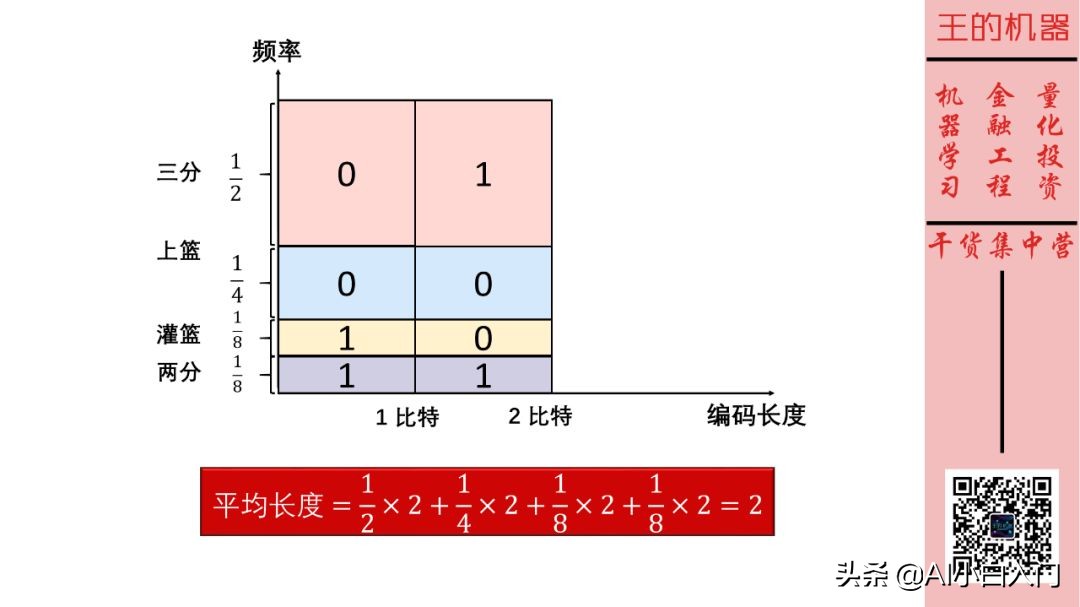 频率
三分 1/2 0 1
上篮 1/4 0 0
灌篮 1/8 1 0
两分 1/8 1 1
1 比特 2 比特 编码长度
平均长度 = 1/2 × 2 + 1/4 × 2 + 1/8 × 2 + 1/8 × 2 = 2
王的机器
机器学习
金融工程
量化投资
干货集中营
头条 @AI小白入门